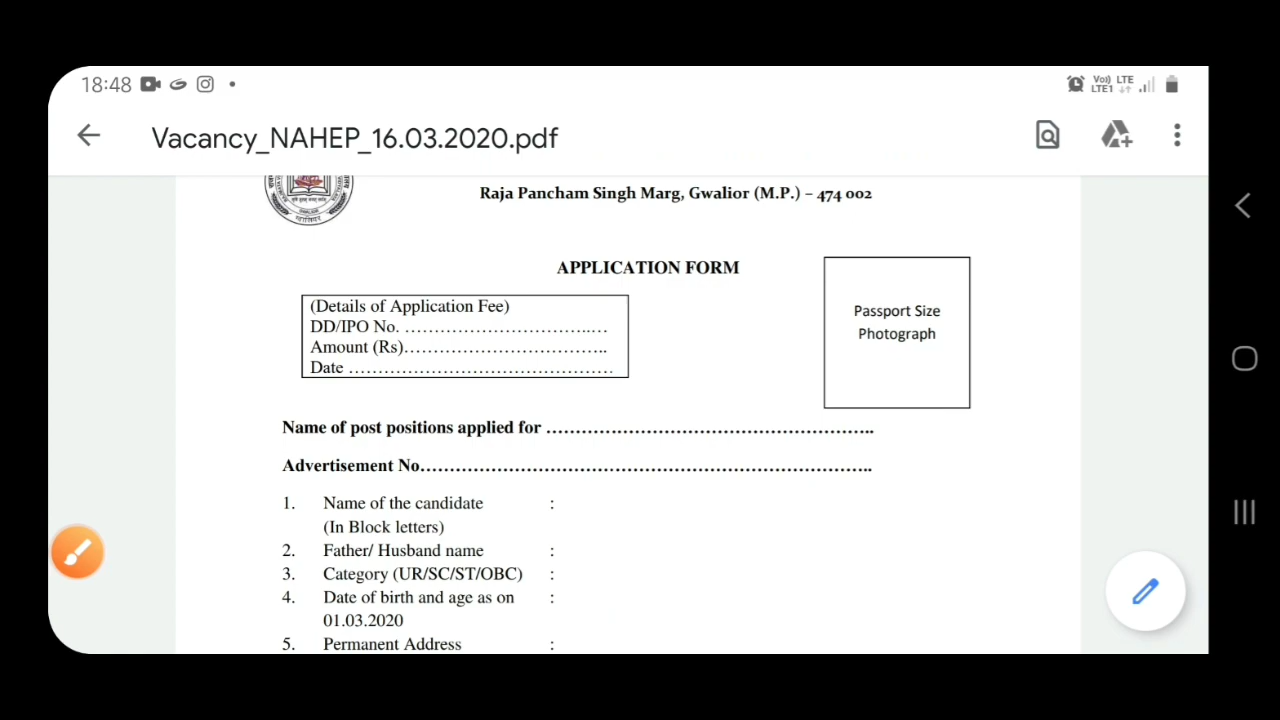 18:48
Vo)) LTE
LTE1
Vacancy_NAHEP_16.03.2020.pdf
Raja Pancham Singh Marg, Gwalior (M.P.) – 474 002
APPLICATION FORM
(Details of Application Fee)
DD/IPO No. …………………………..…
Amount (Rs)……………………………..
Date ……………………………………….
Passport Size
Photograph
Name of post positions applied for ………………………………………………..
Advertisement No…………………………………………………………………..
1. Name of the candidate :
(In Block letters)
2. Father/ Husband name :
3. Category (UR/SC/ST/OBC) :
4. Date of birth and age as on :
01.03.2020
5. Permanent Address :